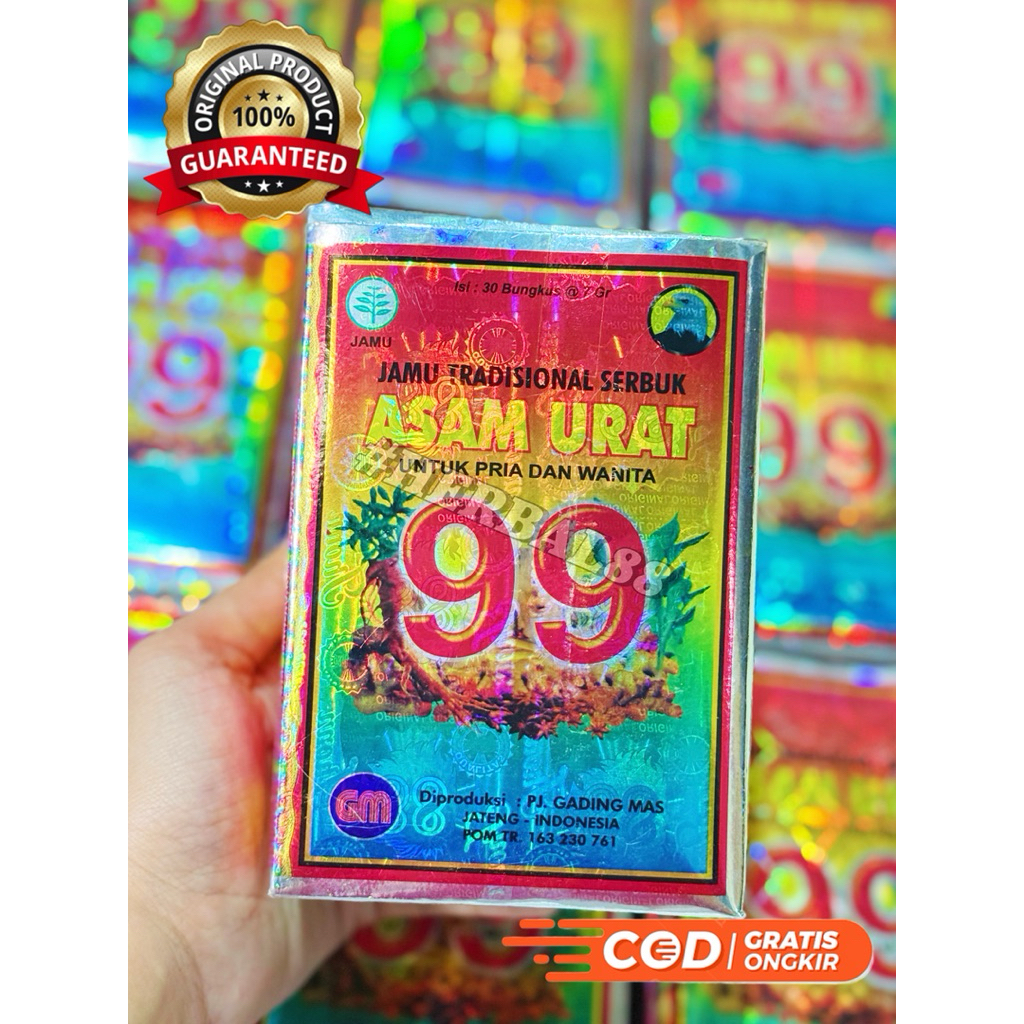 ORIGINAL PRODUCT
100%
GUARANTEED
Isi : 30 Bungkus @ 7 Gr
JAMU
JAMU TRADISIONAL SERBUK
ASAM URAT
UNTUK PRIA DAN WANITA
#HERBAL88
99
GM
Diproduksi : PJ. GADING MAS
JATENG - INDONESIA
POM.TR. 163 230 761
COD
GRATIS
ONGKIR